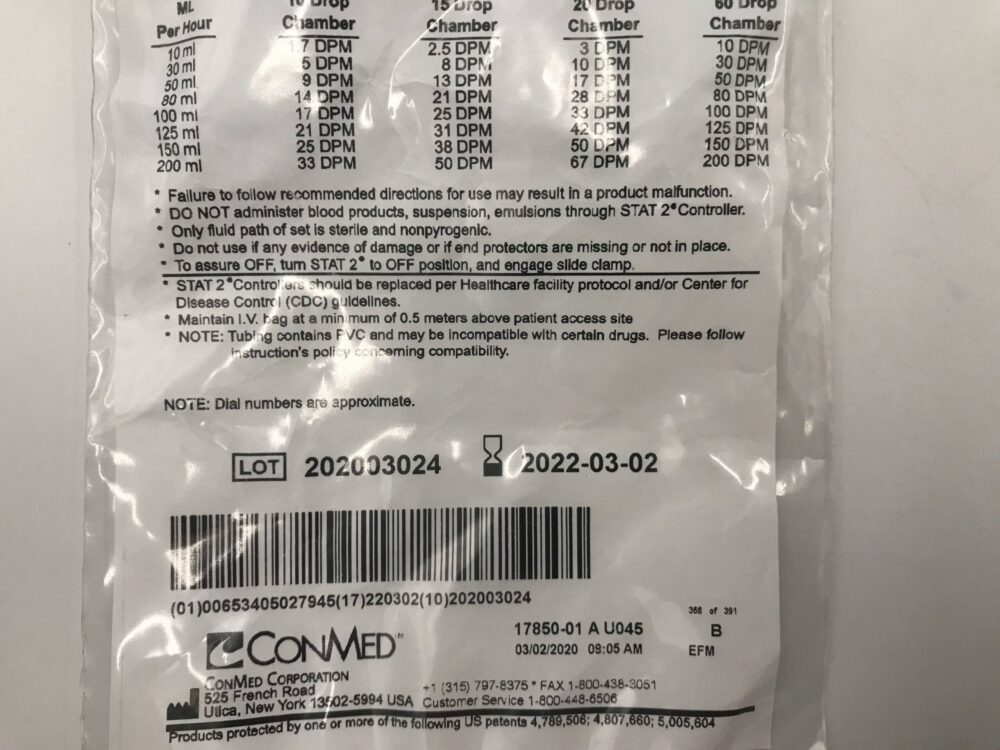 ML 10 Drop 15 Drop 20 Drop 60 Drop
Per Hour Chamber Chamber Chamber Chamber
10 ml 1.7 DPM 2.5 DPM 3 DPM 10 DPM
30 ml 5 DPM 8 DPM 10 DPM 30 DPM
50 ml 9 DPM 13 DPM 17 DPM 50 DPM
80 ml 14 DPM 21 DPM 28 DPM 80 DPM
100 ml 17 DPM 25 DPM 33 DPM 100 DPM
125 ml 21 DPM 31 DPM 42 DPM 125 DPM
150 ml 25 DPM 38 DPM 50 DPM 150 DPM
200 ml 33 DPM 50 DPM 67 DPM 200 DPM
* Failure to follow recommended directions for use may result in a product malfunction.
* DO NOT administer blood products, suspension, emulsions through STAT 2® Controller.
* Only fluid path of set is sterile and nonpyrogenic.
* Do not use if any evidence of damage or if end protectors are missing or not in place.
* To assure OFF, turn STAT 2® to OFF position, and engage slide clamp.
* STAT 2® Controllers should be replaced per Healthcare facility protocol and/or Center for
Disease Control (CDC) guidelines.
* Maintain I.V. bag at a minimum of 0.5 meters above patient access site
* NOTE: Tubing contains PVC and may be incompatible with certain drugs. Please follow
instruction's policy concerning compatibility.
NOTE: Dial numbers are approximate.
LOT 202003024 2022-03-02
(01)00653405027945(17)220302(10)202003024
366 of 391
17850-01 A U045 B
03/02/2020 09:05 AM EFM
CONMED™
CONMED CORPORATION
525 French Road +1 (315) 797-8375 * FAX 1-800-438-3051
Utica, New York 13502-5994 USA Customer Service 1-800-448-6506
Products protected by one or more of the following US patents 4,789,506; 4,807,660; 5,005,604